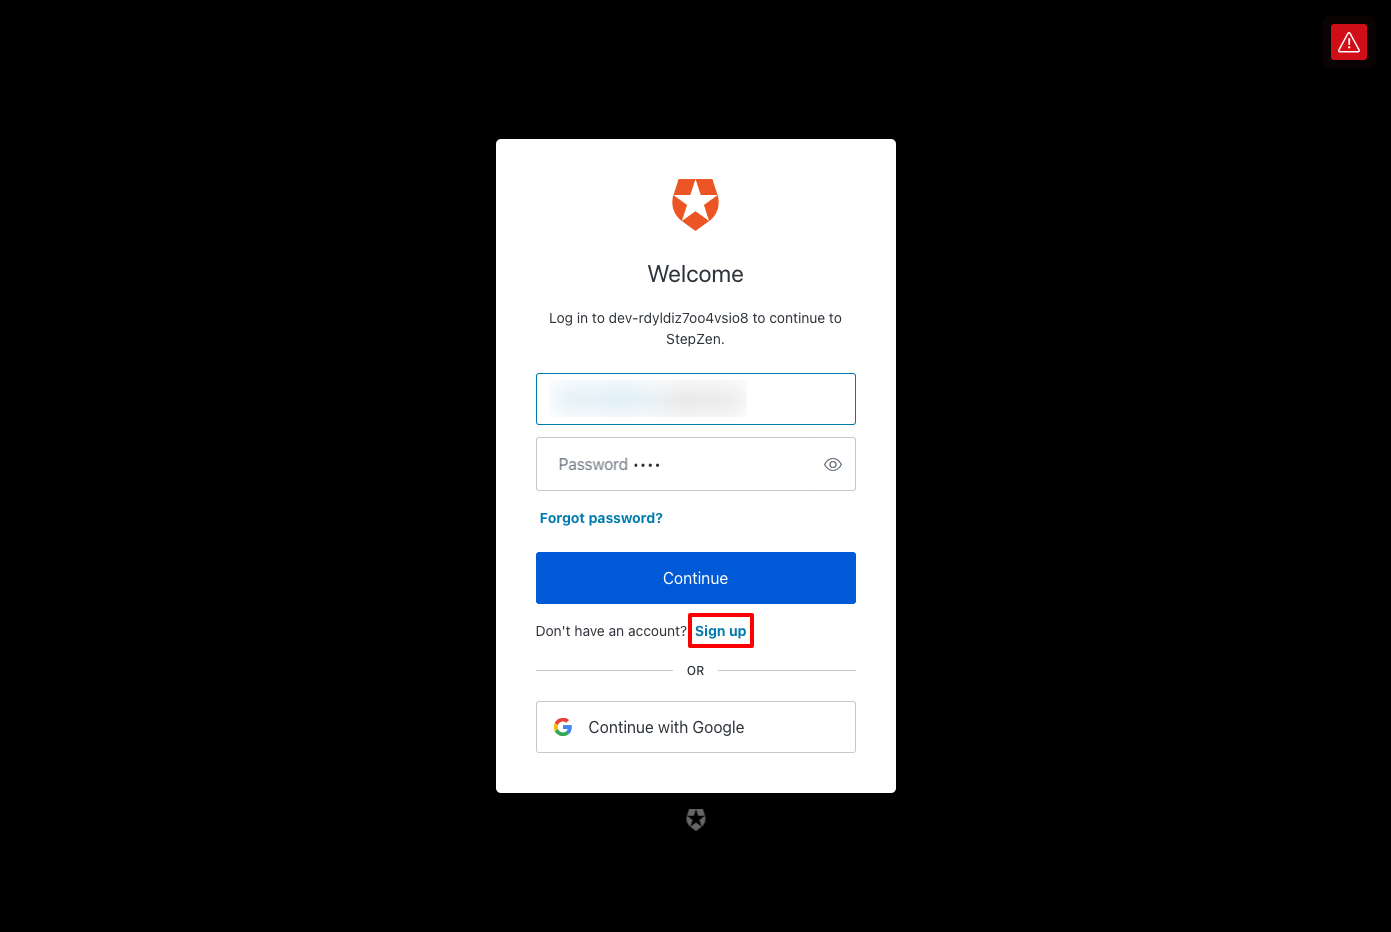 Welcome
Log in to dev-rdyldiz7oo4vsio8 to continue to
StepZen.
Password ••••
Forgot password?
Continue
Don't have an account? Sign up
OR
Continue with Google